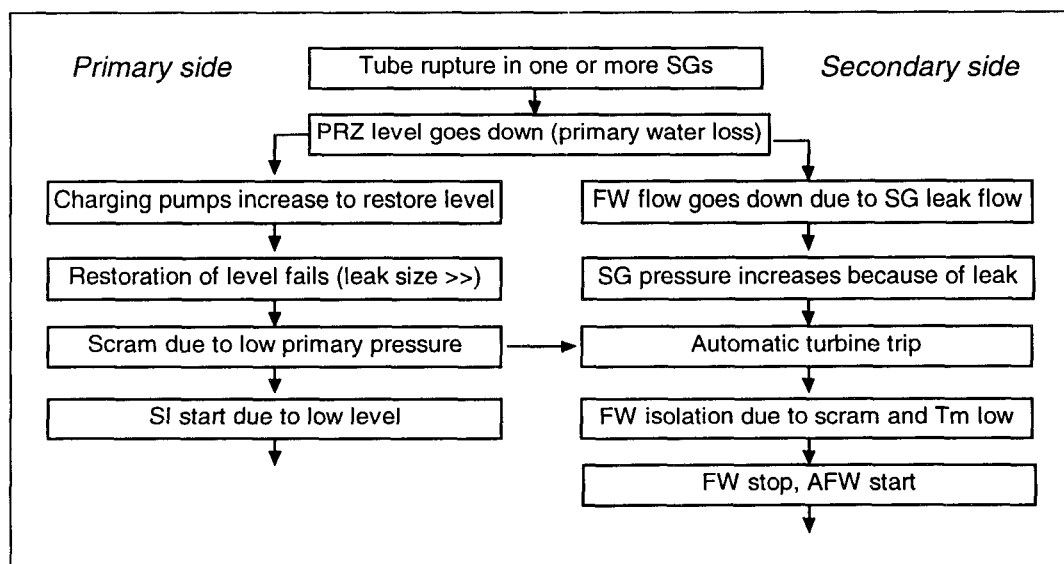 Primary side
Tube rupture in one or more SGs
Secondary side
PRZ level goes down (primary water loss)
Charging pumps increase to restore level
FW flow goes down due to SG leak flow
Restoration of level fails (leak size >>)
SG pressure increases because of leak
Scram due to low primary pressure
Automatic turbine trip
SI start due to low level
FW isolation due to scram and Tm low
FW stop, AFW start